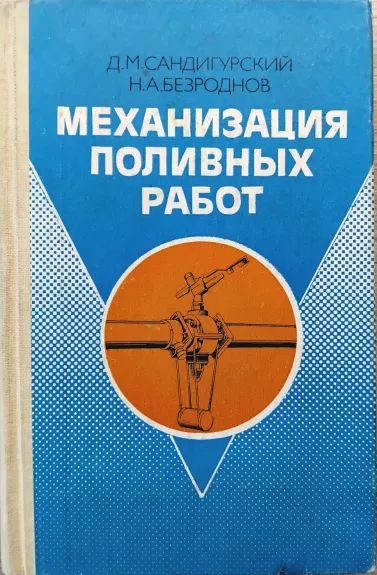 Д.М.САНДИГУРСКИЙ
Н.А.БЕЗРОДНОВ
МЕХАНИЗАЦИЯ
ПОЛИВНЫХ
РАБОТ